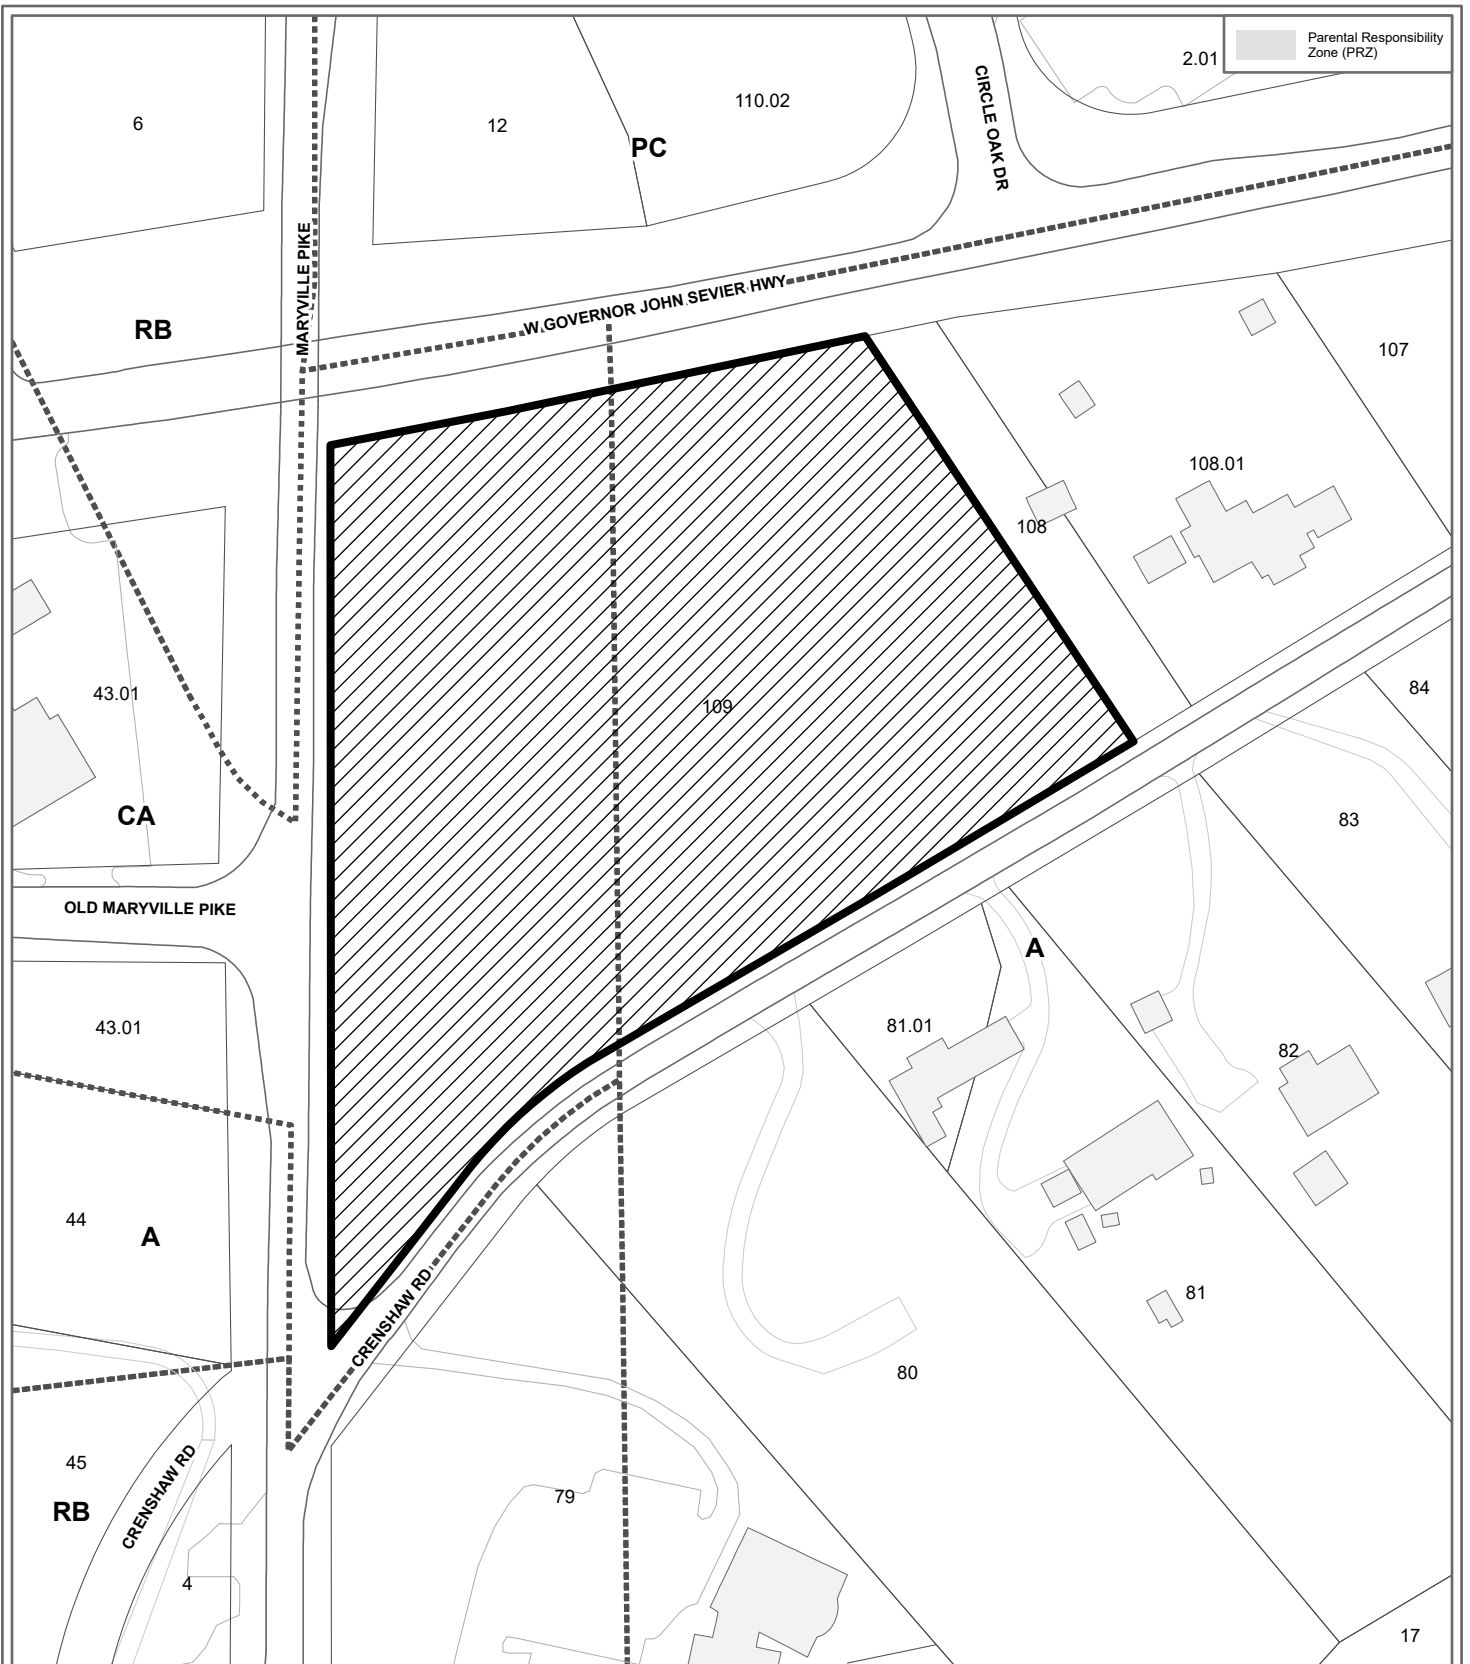 Parental Responsibility
Zone (PRZ)
2.01
110.02
6
12
PC
CIRCLE OAK DR
MARYVILLE PIKE
W GOVERNOR JOHN SEVIER HWY
RB
107
108.01
108
43.01
84
109
CA
83
OLD MARYVILLE PIKE
A
43.01
81.01
82
44
A
81
CRENSHAW RD
80
45
CRENSHAW RD
79
RB
4
17